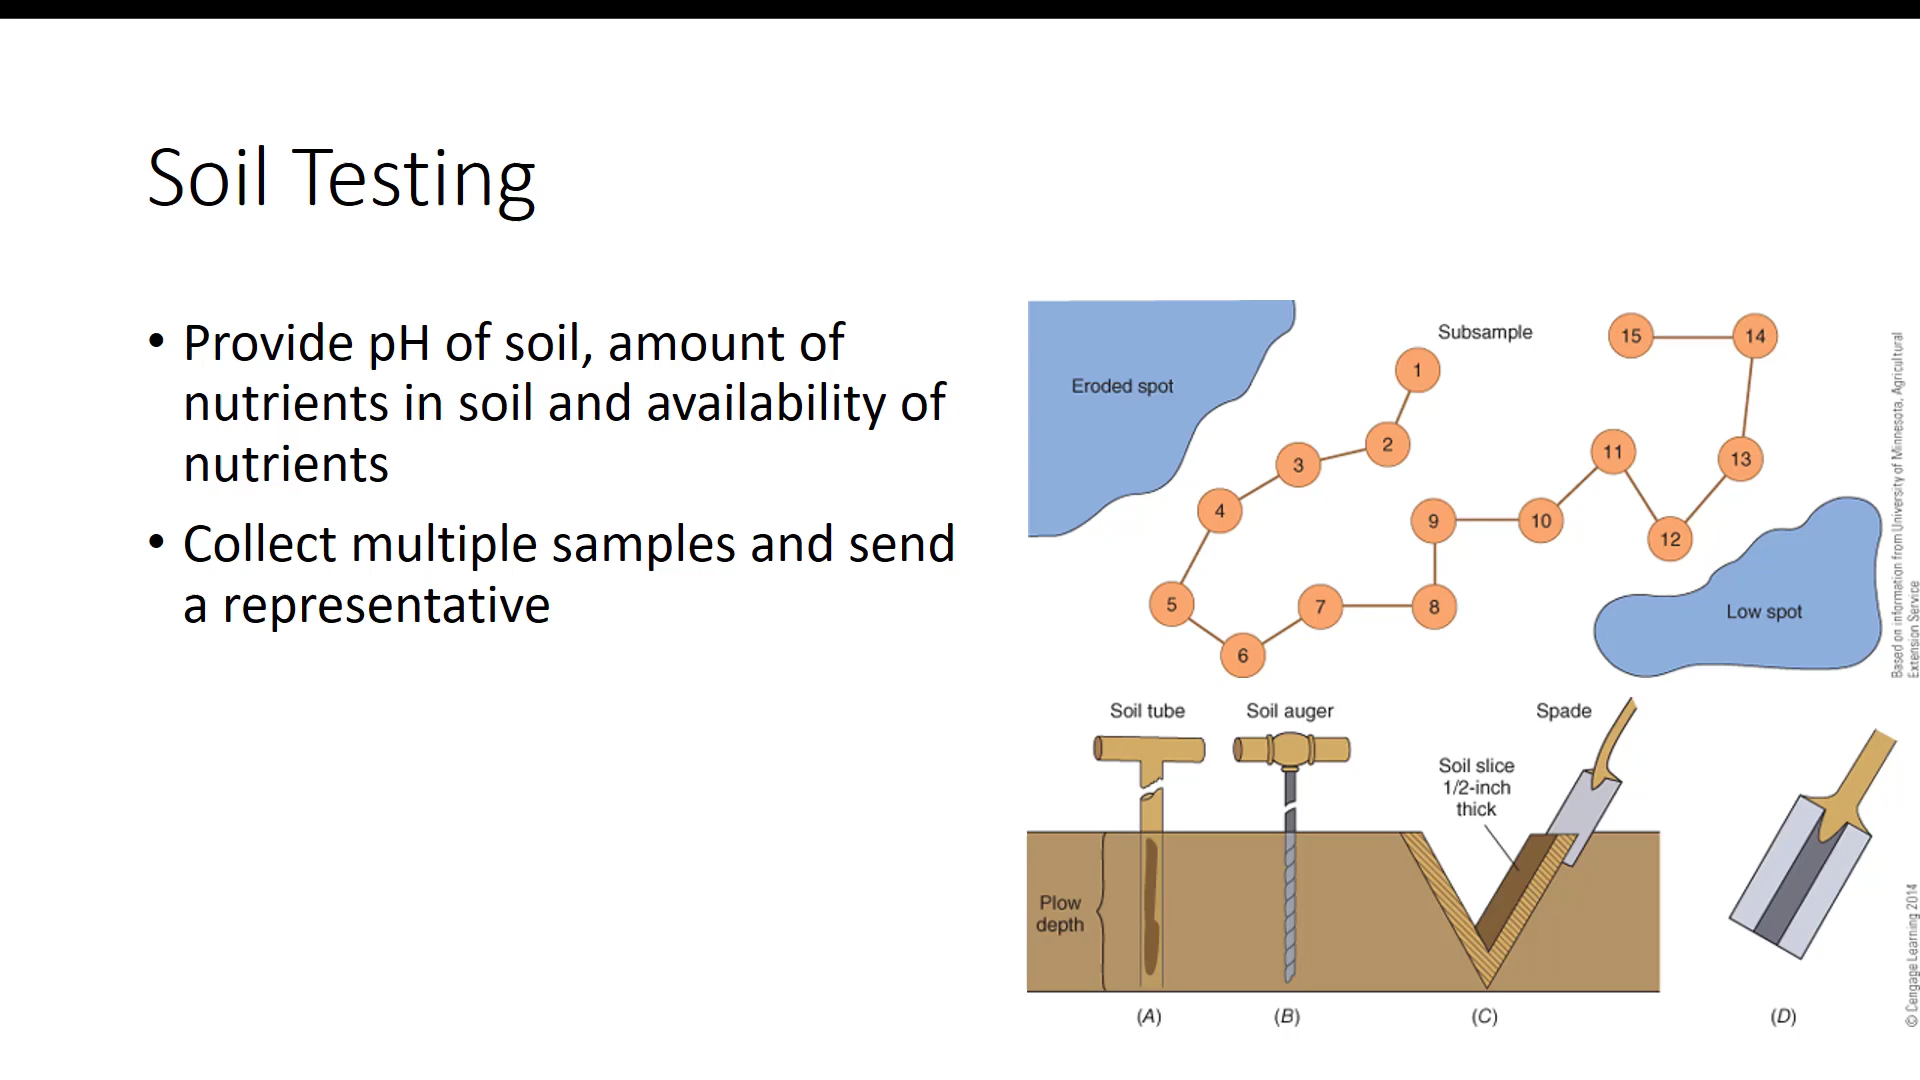 Soil Testing
• Provide pH of soil, amount of
nutrients in soil and availability of
nutrients
• Collect multiple samples and send
a representative
Eroded spot
Subsample
1
2
3
4
5
6
7
8
9
10
11
12
13
14
15
Low spot
Based on information from University of Minnesota, Agricultural
Extension Service
Soil tube
Soil auger
Spade
Soil slice
1/2-inch
thick
Plow
depth
(A)
(B)
(C)
(D)
© Cengage Learning 2014